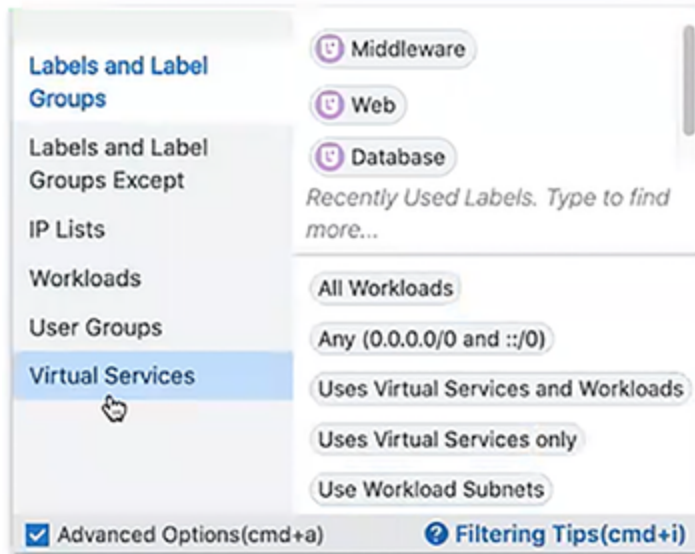 Labels and Label
Groups
Labels and Label
Groups Except
IP Lists
Workloads
User Groups
Virtual Services
Middleware
Web
Database
Recently Used Labels. Type to find
more...
All Workloads
Any (0.0.0.0/0 and ::/0)
Uses Virtual Services and Workloads
Uses Virtual Services only
Use Workload Subnets
Advanced Options(cmd+a)
Filtering Tips(cmd+i)